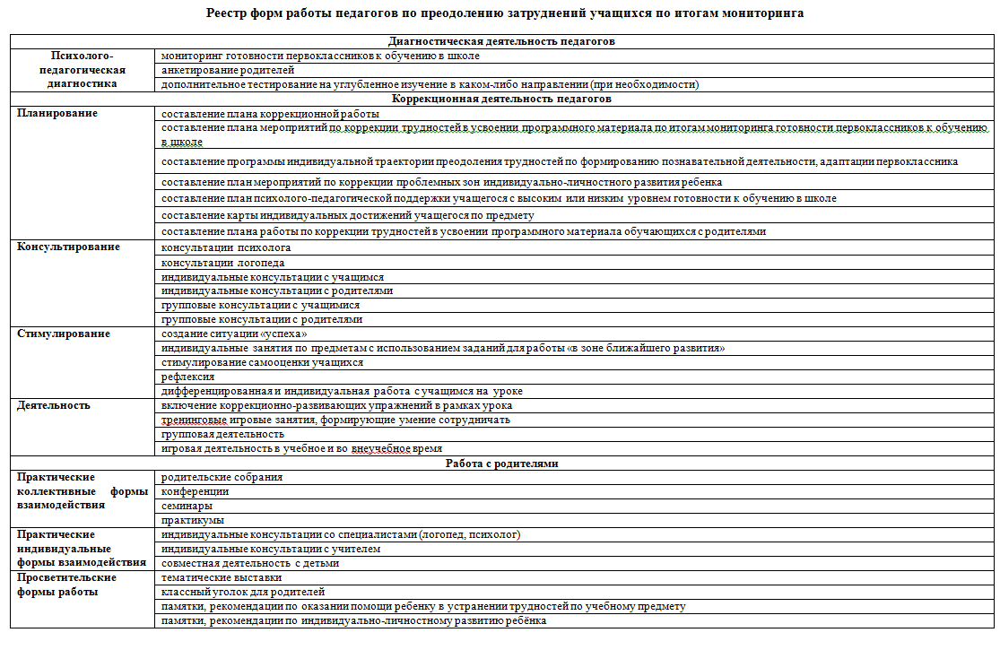 Реестр форм работы педагогов по преодолению затруднений учащихся по итогам мониторинга
Диагностическая деятельность педагогов
Психолого-
педагогическая
диагностика
мониторинг готовности первоклассников к обучению в школе
анкетирование родителей
дополнительное тестирование на углубленное изучение в каком-либо направлении (при необходимости)
Коррекционная деятельность педагогов
Планирование
составление плана коррекционной работы
составление плана мероприятий по коррекции трудностей в усвоении программного материала по итогам мониторинга готовности первоклассников к обучению
в школе
составление программы индивидуальной траектории преодоления трудностей по формированию познавательной деятельности, адаптации первоклассника
составление план мероприятий по коррекции проблемных зон индивидуально-личностного развития ребенка
составление план психолого-педагогической поддержки учащегося с высоким или низким уровнем готовности к обучению в школе
составление карты индивидуальных достижений учащегося по предмету
составление плана работы по коррекции трудностей в усвоении программного материала обучающихся с родителями
Консультирование
консультации психолога
консультации логопеда
индивидуальные консультации с учащимся
индивидуальные консультации с родителями
групповые консультации с учащимися
групповые консультации с родителями
Стимулирование
создание ситуации «успеха»
индивидуальные занятия по предметам с использованием заданий для работы «в зоне ближайшего развития»
стимулирование самооценки учащихся
рефлексия
дифференцированная и индивидуальная работа с учащимся на уроке
Деятельность
включение коррекционно-развивающих упражнений в рамках урока
тренинговые игровые занятия, формирующие умение сотрудничать
групповая деятельность
игровая деятельность в учебное и во внеучебное время
Работа с родителями
Практические
коллективные формы
взаимодействия
родительские собрания
конференции
семинары
практикумы
Практические
индивидуальные
формы взаимодействия
индивидуальные консультации со специалистами (логопед, психолог)
индивидуальные консультации с учителем
совместная деятельность с детьми
Просветительские
формы работы
тематические выставки
классный уголок для родителей
памятки, рекомендации по оказании помощи ребенку в устранении трудностей по учебному предмету
памятки, рекомендации по индивидуально-личностному развитию ребёнка